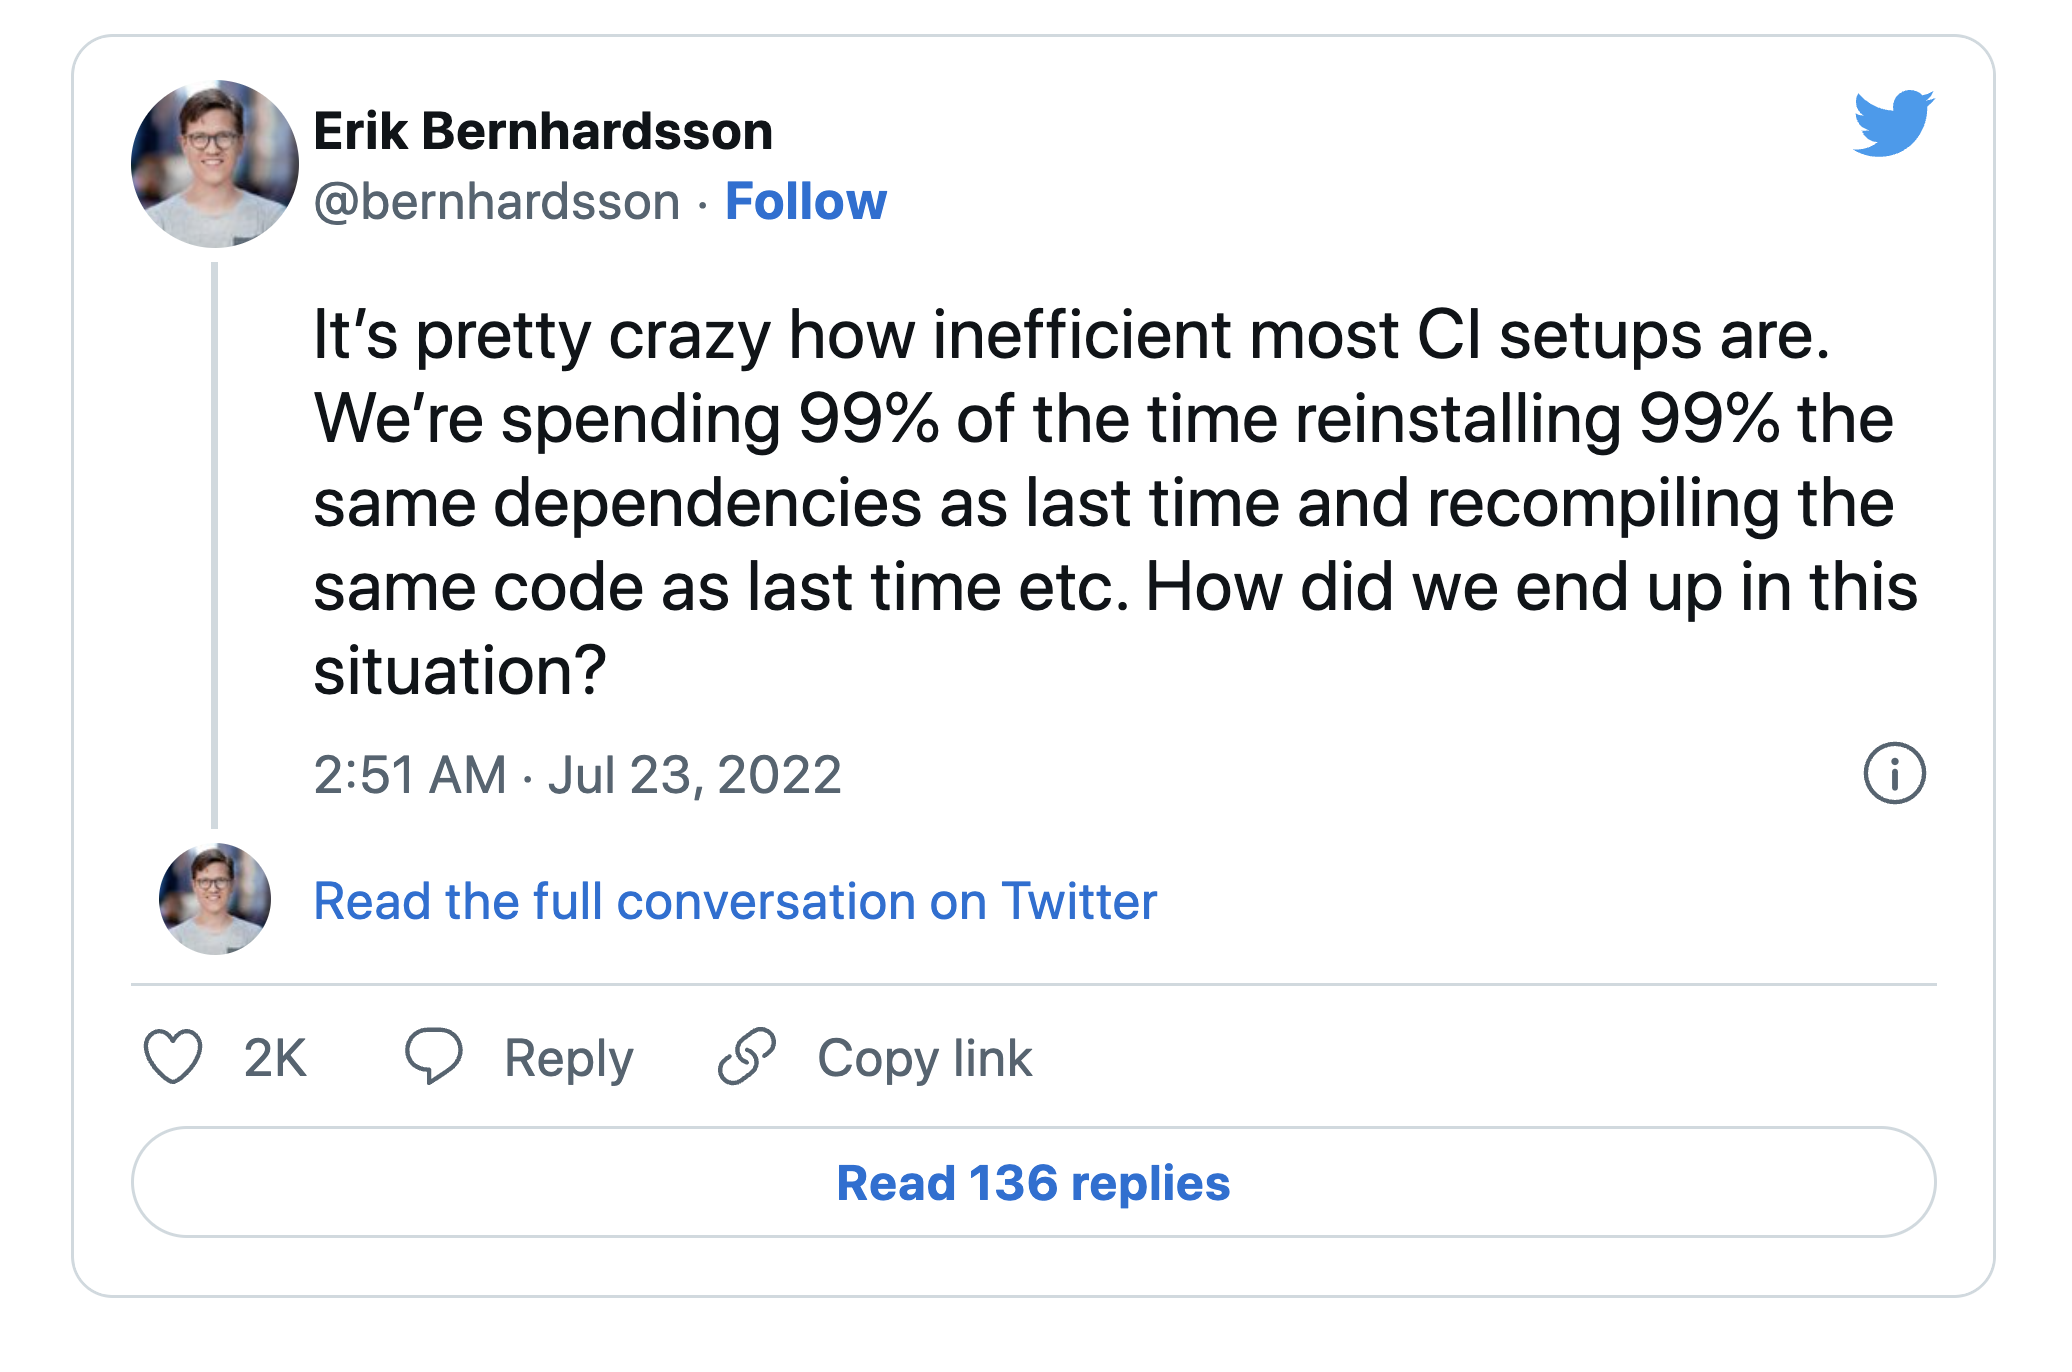 Erik Bernhardsson
@bernhardsson · Follow
It’s pretty crazy how inefficient most CI setups are.
We’re spending 99% of the time reinstalling 99% the
same dependencies as last time and recompiling the
same code as last time etc. How did we end up in this
situation?
2:51 AM · Jul 23, 2022
Read the full conversation on Twitter
2K Reply Copy link
Read 136 replies